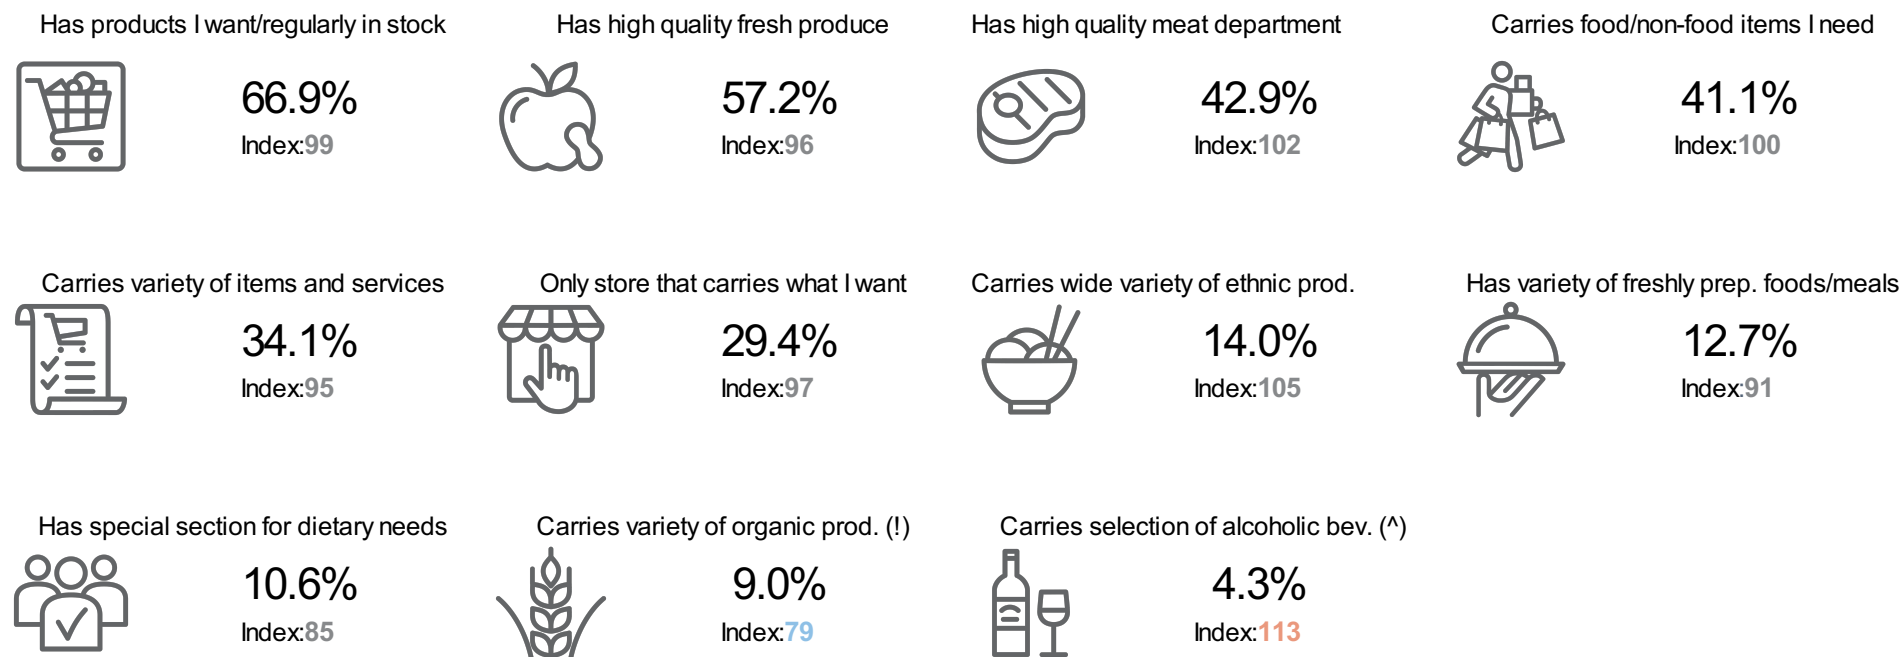 Has products I want/regularly in stock
66.9%
Index:99
Has high quality fresh produce
57.2%
Index:96
Has high quality meat department
42.9%
Index:102
Carries food/non-food items I need
41.1%
Index:100
Carries variety of items and services
34.1%
Index:95
Only store that carries what I want
29.4%
Index:97
Carries wide variety of ethnic prod.
14.0%
Index:105
Has variety of freshly prep. foods/meals
12.7%
Index:91
Has special section for dietary needs
10.6%
Index:85
Carries variety of organic prod. (!)
9.0%
Index:79
Carries selection of alcoholic bev. (^)
4.3%
Index:113